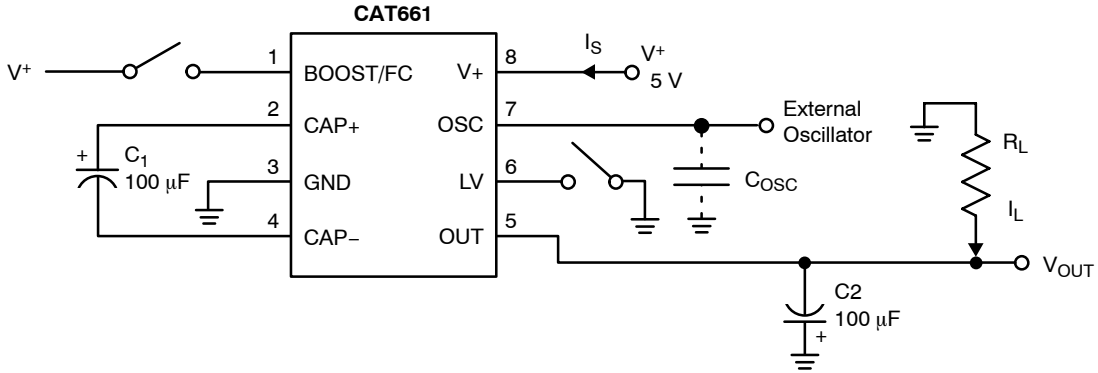 CAT661
V+
1
BOOST/FC
2
CAP+
+
C1
100 µF
3
GND
4
CAP−
V+
8
IS
V+
5 V
OSC
7
External
Oscillator
LV
6
COSC
OUT
5
RL
IL
VOUT
C2
100 µF
+